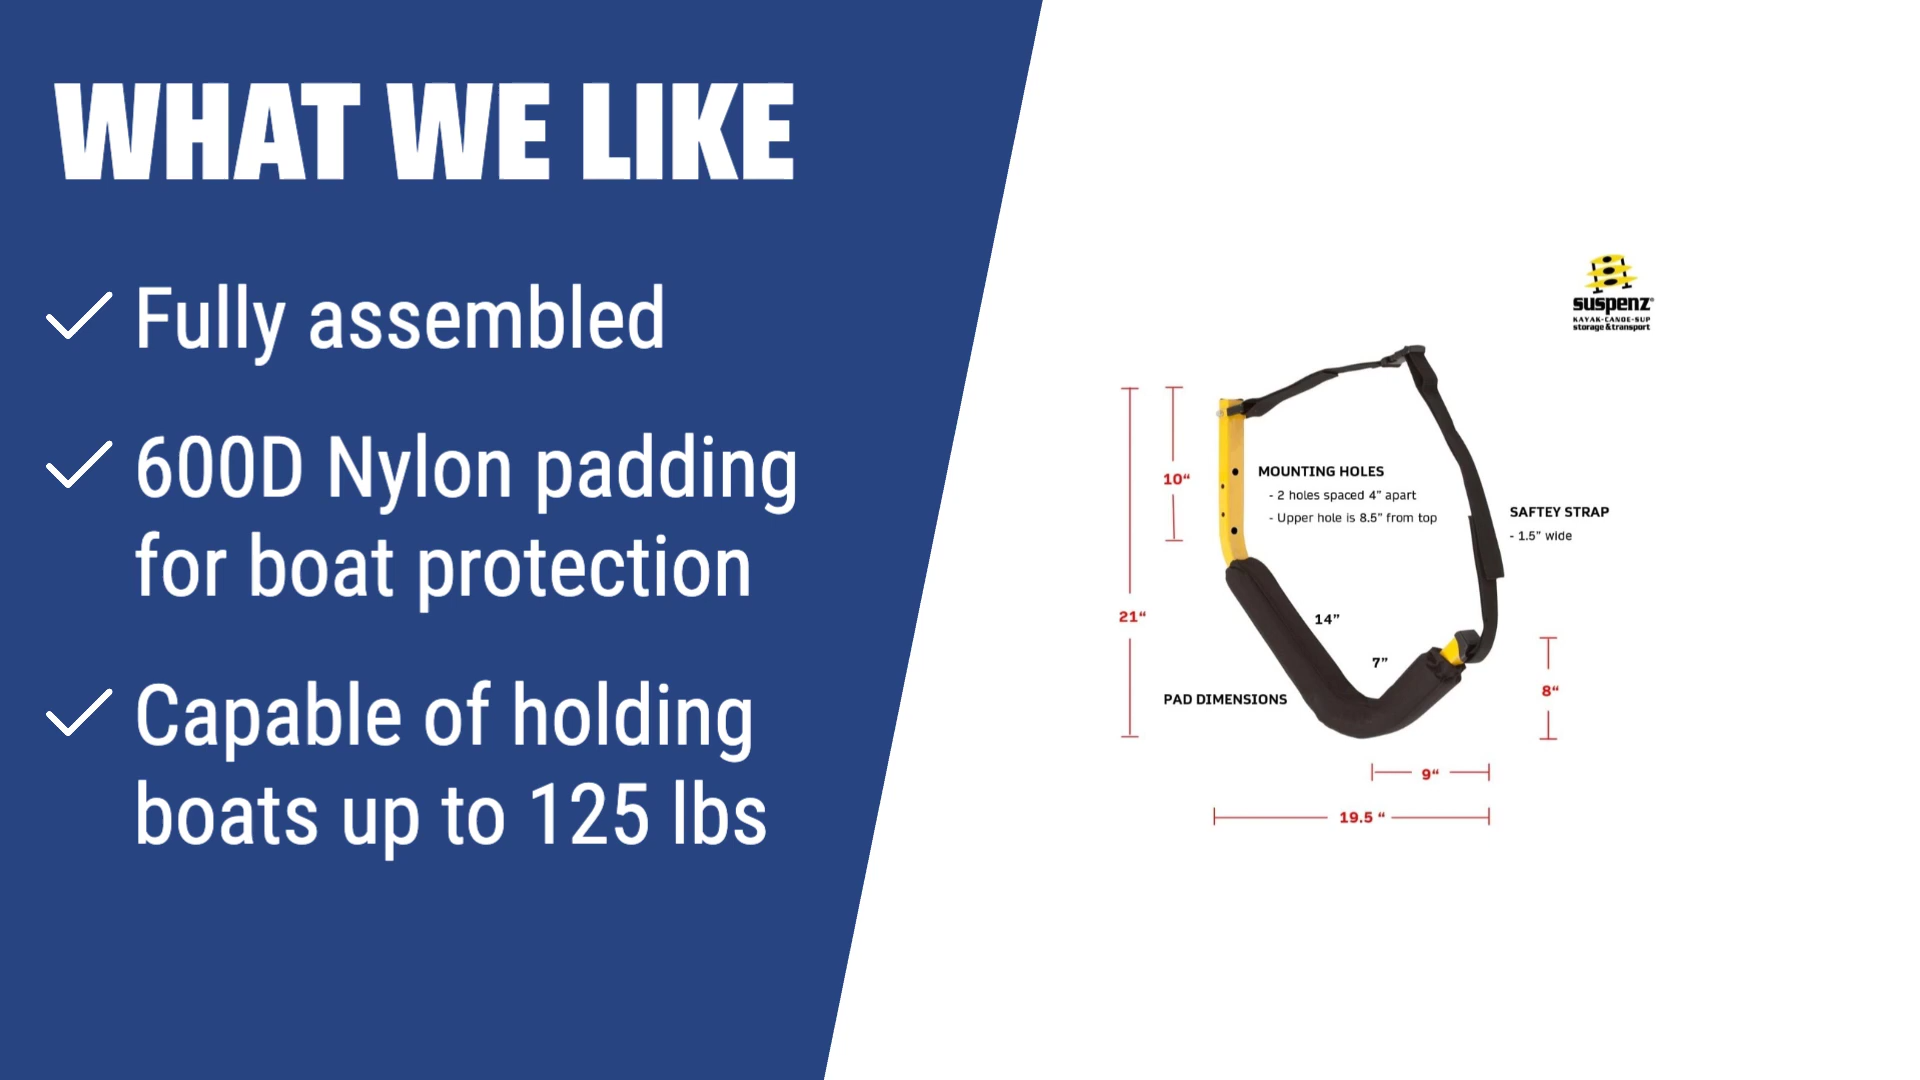 WHAT WE LIKE
Fully assembled
600D Nylon padding
for boat protection
Capable of holding
boats up to 125 lbs
suspenz®
KAYAK-CANOE-SUP
storage & transport
10“
MOUNTING HOLES
- 2 holes spaced 4” apart
- Upper hole is 8.5” from top
SAFTEY STRAP
- 1.5” wide
21“
14”
7”
PAD DIMENSIONS
8“
9“
19.5 “